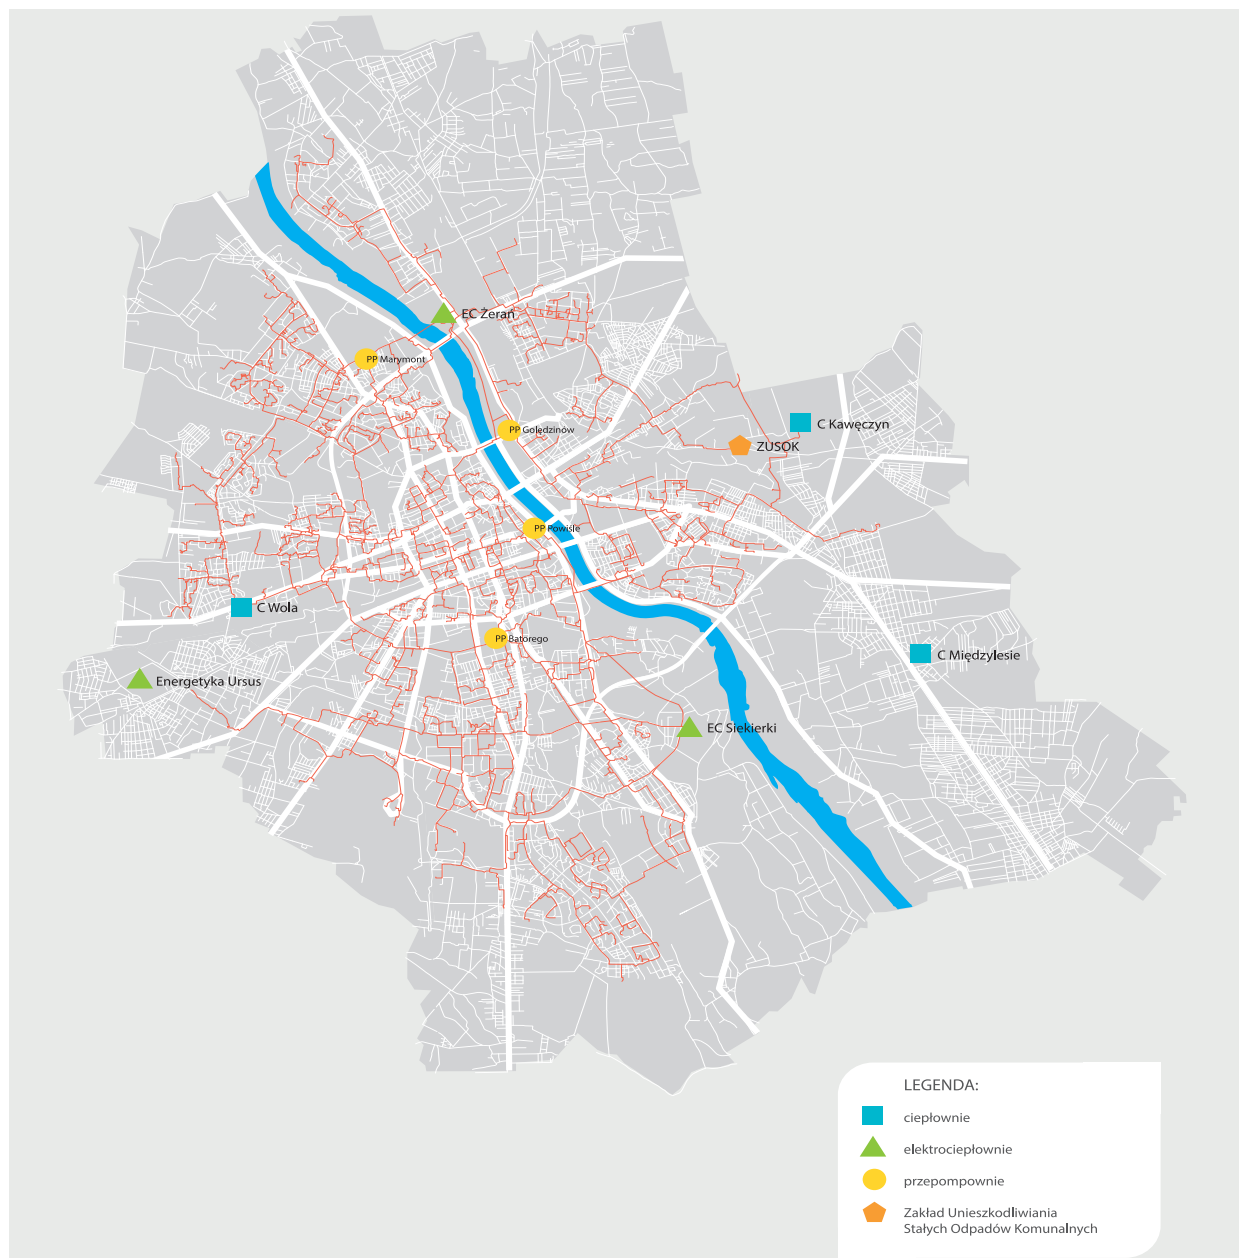 EC Żerań
PP Marymont
PP Golędzinów
C Kawęczyn
ZUSOK
PP Powiśle
C Wola
PP Batorego
C Międzylesie
Energetyka Ursus
EC Siekierki
LEGENDA:
ciepłownie
elektrociepłownie
przepompownie
Zakład Unieszkodliwiania
Stałych Odpadów Komunalnych